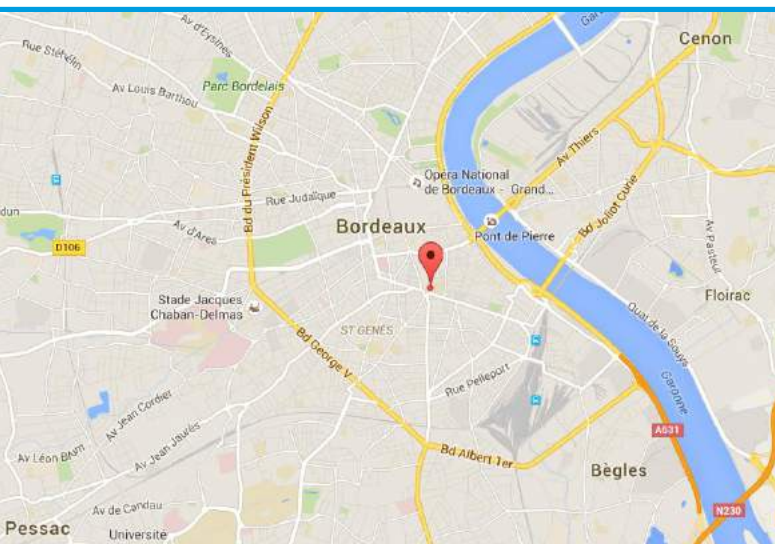 Av d'Eysines
Garonne
Cenon
Rue Stéhélin
Av Louis Barthou
Parc Bordelais
Bd du Président Wilson
Av Thiers
Opéra National
de Bordeaux - Grand...
Rue Judaïque
Bd Joliot Curie
Av d'Arès
Bordeaux
Pont de Pierre
D106
Av Pasteur
Stade Jacques
Chaban-Delmas
Floirac
ST GENÈS
Quai de la Souys
Bd George V
Rue Pelleport
Garonne
Av Jean Cordier
Av Jean Jaurès
A631
Av Léon Blum
Bd Albert 1er
Bègles
Av de Candau
N230
Pessac
Université